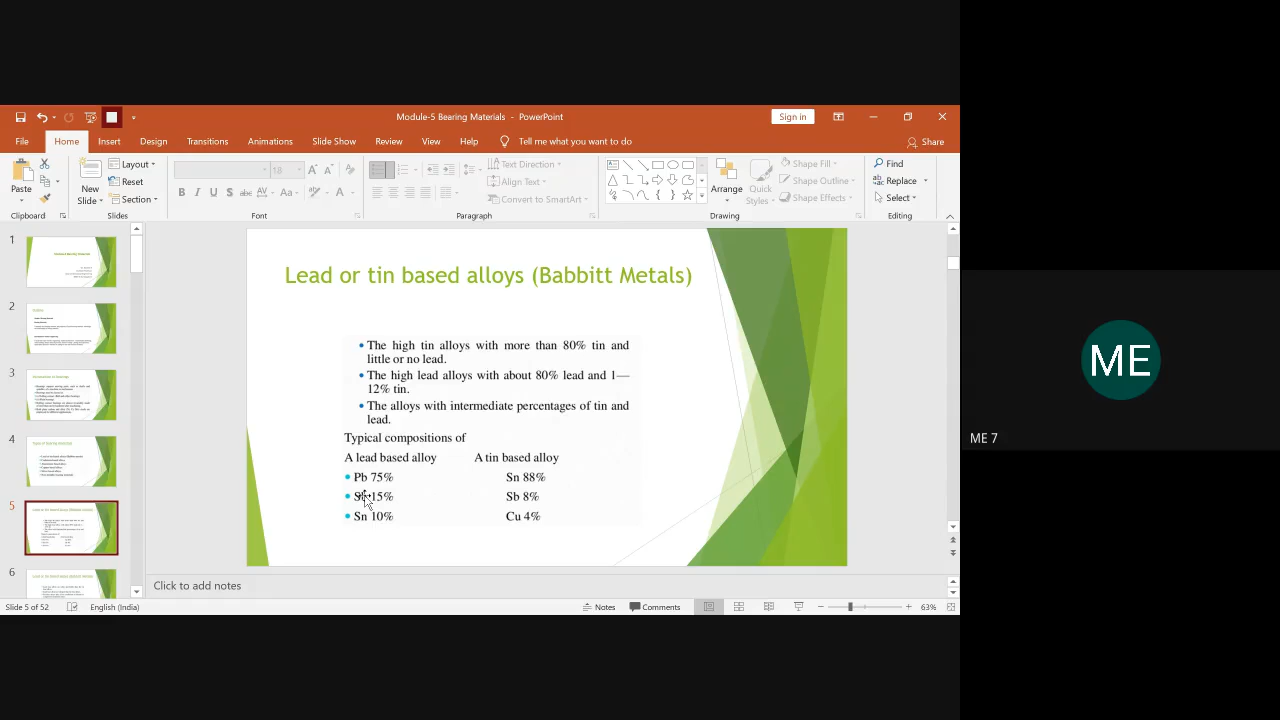 Module-5 Bearing Materials - PowerPoint
Sign in
File Home Insert Design Transitions Animations Slide Show Review View Help Tell me what you want to do Share
Paste
Clipboard
New Slide
Layout
Reset
Section
Slides
18
Font
Text Direction
Align Text
Convert to SmartArt
Paragraph
Arrange
Quick Styles
Shape Fill
Shape Outline
Shape Effects
Drawing
Find
Replace
Select
Editing
1
2
3
4
5
6
Lead or tin based alloys (Babbitt Metals)
• The high tin alloys with more than 80% tin and
little or no lead.
• The high lead alloys with about 80% lead and 1—
12% tin.
• The alloys with intermediate percentages of tin and
lead.
Typical compositions of
A lead based alloy A tin based alloy
• Pb 75% Sn 88%
• 15% Sb 8%
• Sn 10% Cu 4%
Click to add notes
Slide 5 of 52 English (India) Notes Comments 63%
ME
ME 7